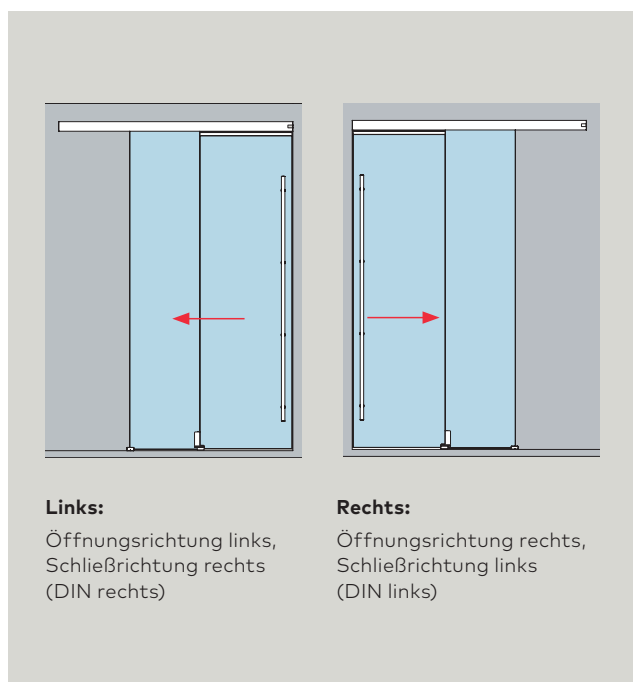 Links:
Öffnungsrichtung links,
Schließrichtung rechts
(DIN rechts)
Rechts:
Öffnungsrichtung rechts,
Schließrichtung links
(DIN links)